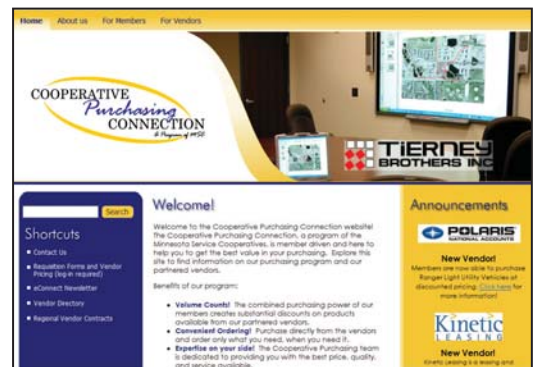 Home About us For Members For Vendors
COOPERATIVE
Purchasing
CONNECTION
A Program of MSC
TIERNEY
BROTHERS INC
Search
Shortcuts
Contact Us
Requisition Forms and Vendor
Pricing (log-in required)
eConnect Newsletter
Vendor Directory
Regional Vendor Contracts
Welcome!
Welcome to the Cooperative Purchasing Connection website!
The Cooperative Purchasing Connection, a program of the
Minnesota Service Cooperatives, is member driven and here to
help you to get the best value in your purchasing. Explore this
site to find information on our purchasing program and our
partnered vendors.
Benefits of our program:
Volume Counts! The combined purchasing power of our
members creates substantial discounts on products
available from our partnered vendors.
Convenient Ordering! Purchase directly from the vendors
and order only what you need, when you need it.
Expertise on your side! The Cooperative Purchasing team
is dedicated to providing you with the best price, quality,
and service available.
Announcements
POLARIS
NATIONAL ACCOUNTS
New Vendor!
Members are now able to purchase
Ranger Light Utility Vehicles at
discounted pricing. Click here for
more information!
Kinetic
LEASING
New Vendor!
Kinetic Leasing is a leasing and